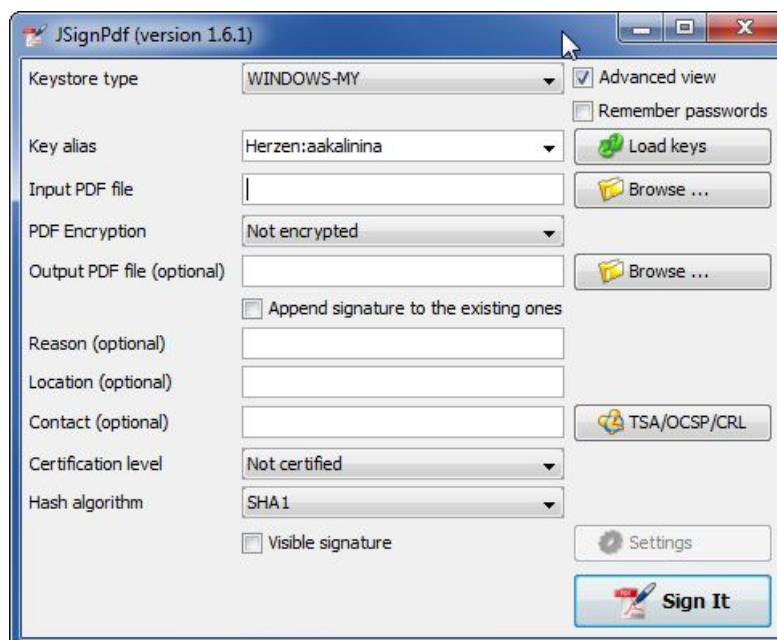 JSignPdf (version 1.6.1)
Keystore type WINDOWS-MY Advanced view
Remember passwords
Key alias Herzen:aakalinina Load keys
Input PDF file Browse ...
PDF Encryption Not encrypted
Output PDF file (optional) Browse ...
Append signature to the existing ones
Reason (optional)
Location (optional)
Contact (optional) TSA/OCSP/CRL
Certification level Not certified
Hash algorithm SHA1
Visible signature Settings
Sign It